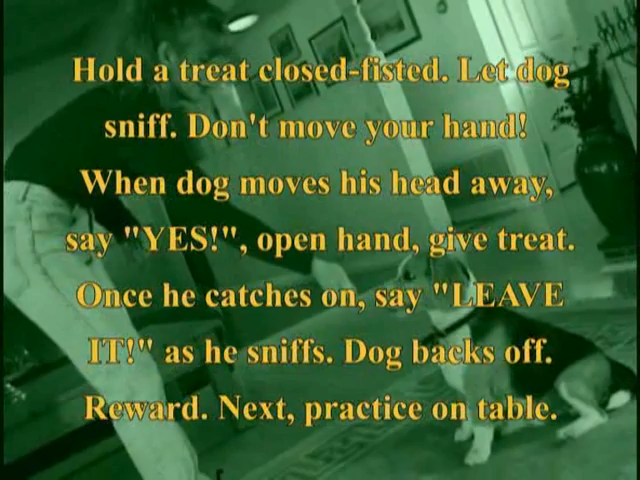 Hold a treat closed-fisted. Let dog
sniff. Don't move your hand!
When dog moves his head away,
say "YES!", open hand, give treat.
Once he catches on, say "LEAVE
IT!" as he sniffs. Dog backs off.
Reward. Next, practice on table.